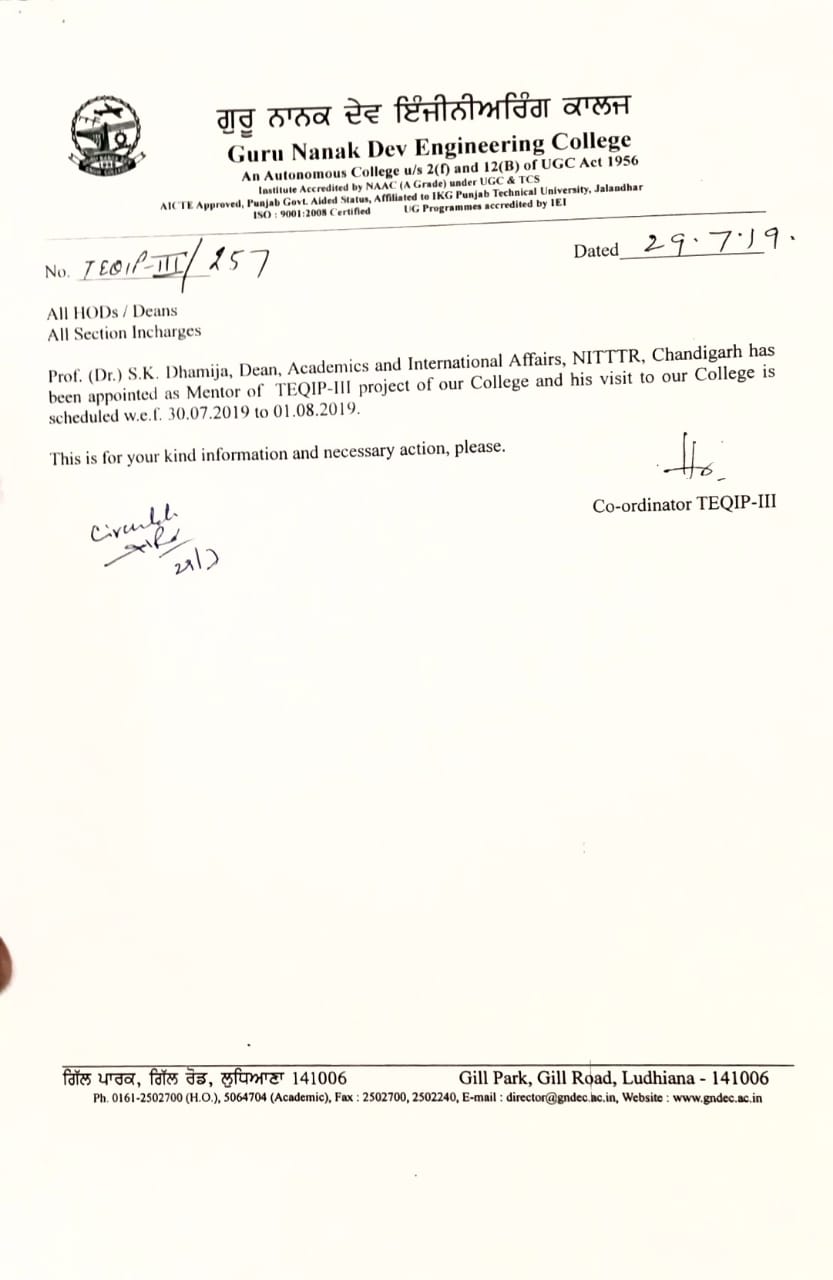 ਗੁਰੂ ਨਾਨਕ ਦੇਵ ਇੰਜੀਨੀਅਰਿੰਗ ਕਾਲਜ
Guru Nanak Dev Engineering College
An Autonomous College u/s 2(f) and 12(B) of UGC Act 1956
Institute Accredited by NAAC (A Grade) under UGC & TCS
AICTE Approved, Punjab Govt. Aided Status, Affiliated to IKG Punjab Technical University, Jalandhar
ISO : 9001:2008 Certified UG Programmes accredited by IEI
No. TEQIP-III/257 Dated 29.7.19.
All HODs / Deans
All Section Incharges
Prof. (Dr.) S.K. Dhamija, Dean, Academics and International Affairs, NITTTR, Chandigarh has
been appointed as Mentor of TEQIP-III project of our College and his visit to our College is
scheduled w.e.f. 30.07.2019 to 01.08.2019.
This is for your kind information and necessary action, please.
Co-ordinator TEQIP-III
29/7
ਗਿੱਲ ਪਾਰਕ, ਗਿੱਲ ਰੋਡ, ਲੁਧਿਆਣਾ 141006 Gill Park, Gill Road, Ludhiana - 141006
Ph. 0161-2502700 (H.O.), 5064704 (Academic), Fax : 2502700, 2502240, E-mail : director@gndec.ac.in, Website : www.gndec.ac.in